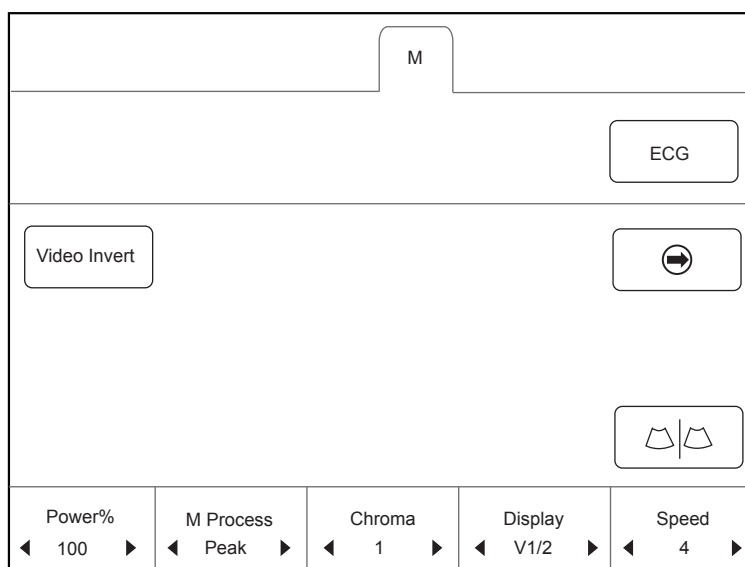 M
ECG
Video Invert
Power%
100
M Process
Peak
Chroma
1
Display
V1/2
Speed
4